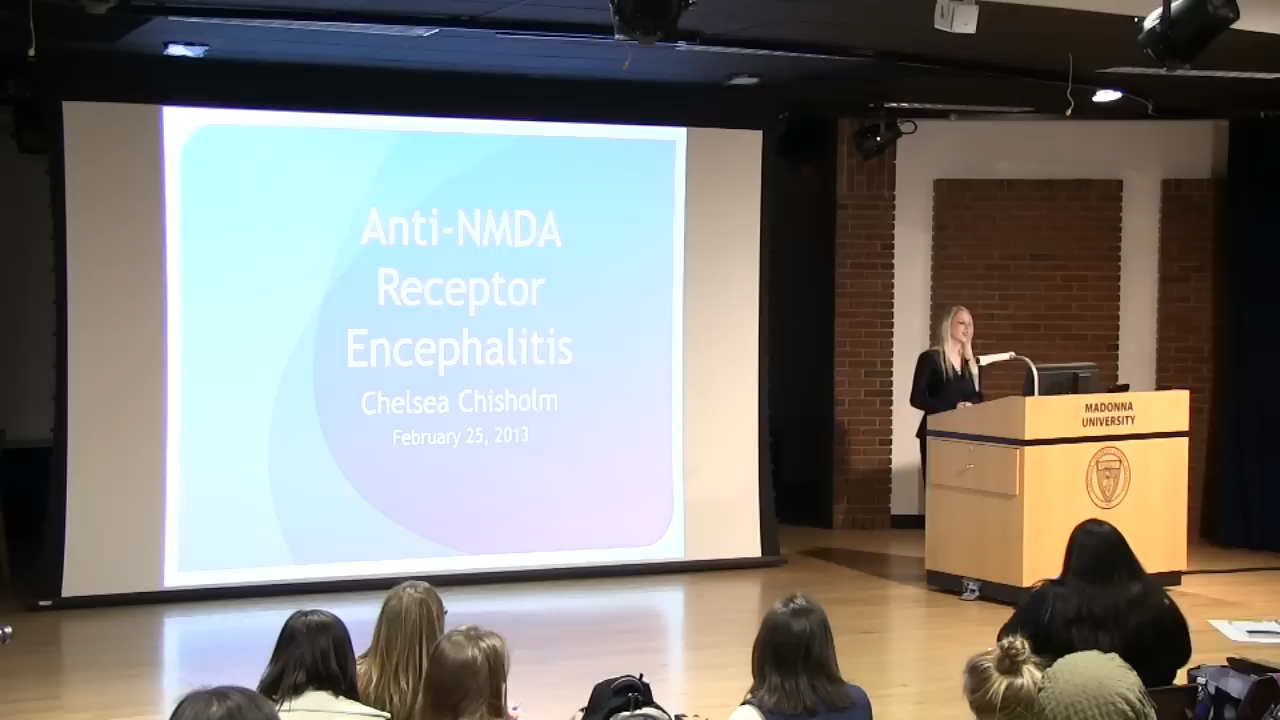 Anti-NMDA
Receptor
Encephalitis
Chelsea Chisholm
February 25, 2013
MADONNA
UNIVERSITY